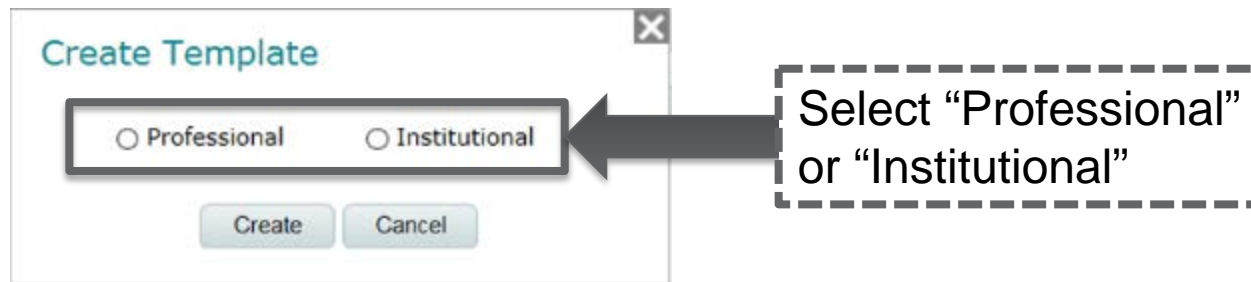 Create Template
Professional Institutional
Create Cancel
Select “Professional”
or “Institutional”